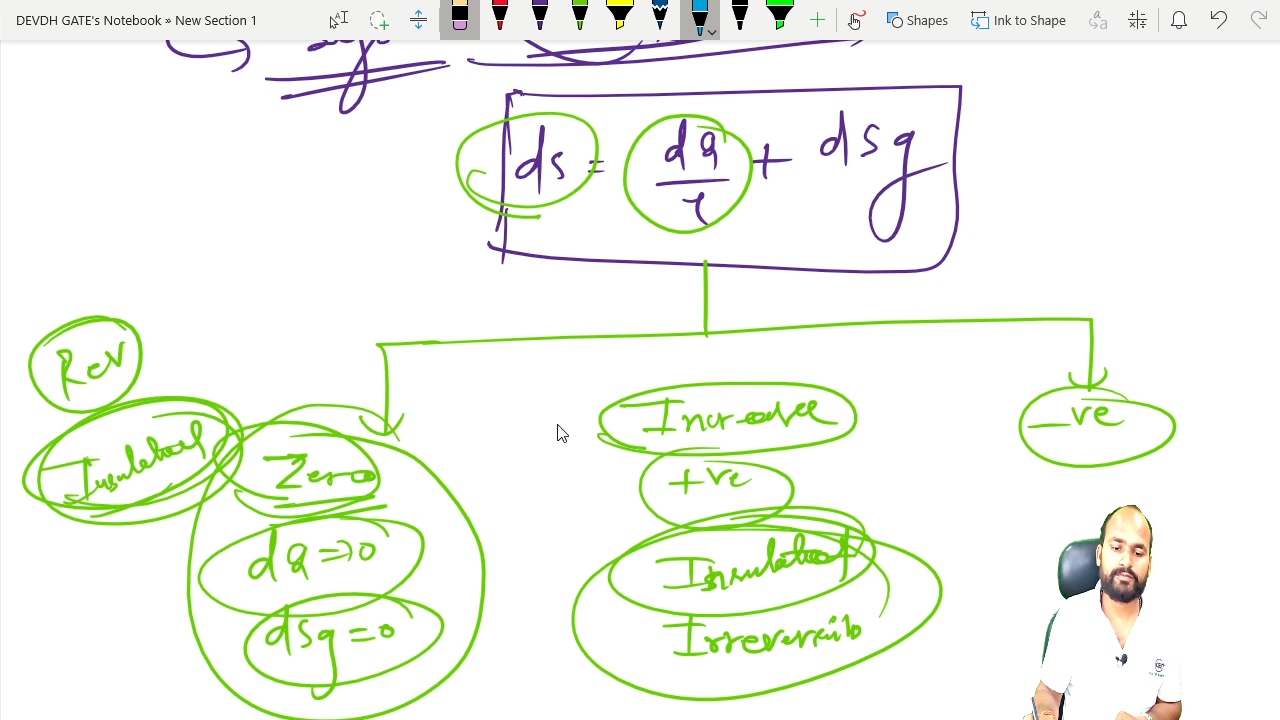 DEVDH GATE's Notebook » New Section 1
Shapes
Ink to Shape
ds = dQ/T + dsg
Rev
Insulated
Zero
dQ => 0
dsg = 0
Increase
+ve
Insulated
-ve